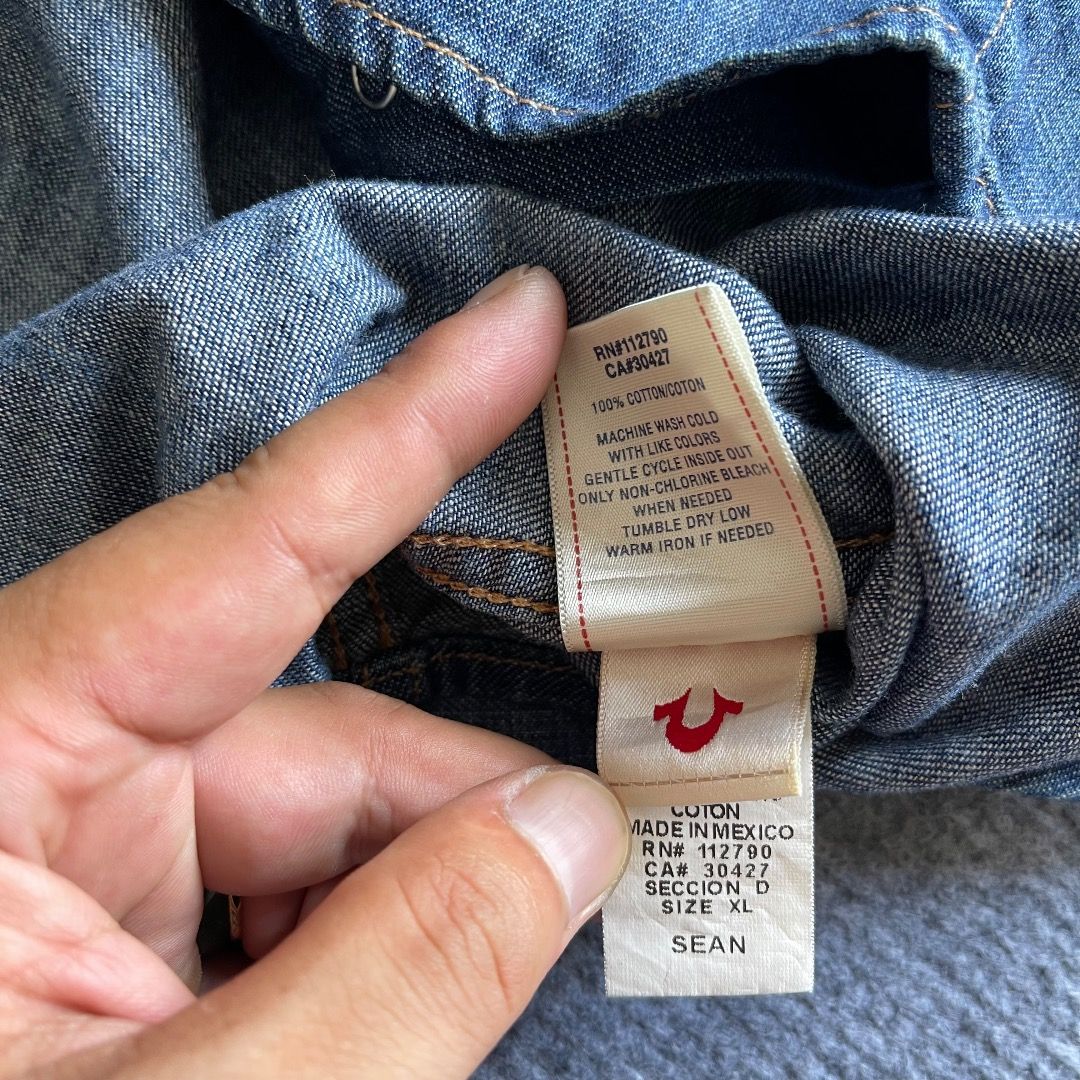 RN#112790
CA#30427
100% COTTON/COTON
MACHINE WASH COLD
WITH LIKE COLORS
GENTLE CYCLE INSIDE OUT
ONLY NON-CHLORINE BLEACH
WHEN NEEDED
TUMBLE DRY LOW
WARM IRON IF NEEDED
COTON
MADE IN MEXICO
RN# 112790
CA# 30427
SECCION D
SIZE XL
SEAN